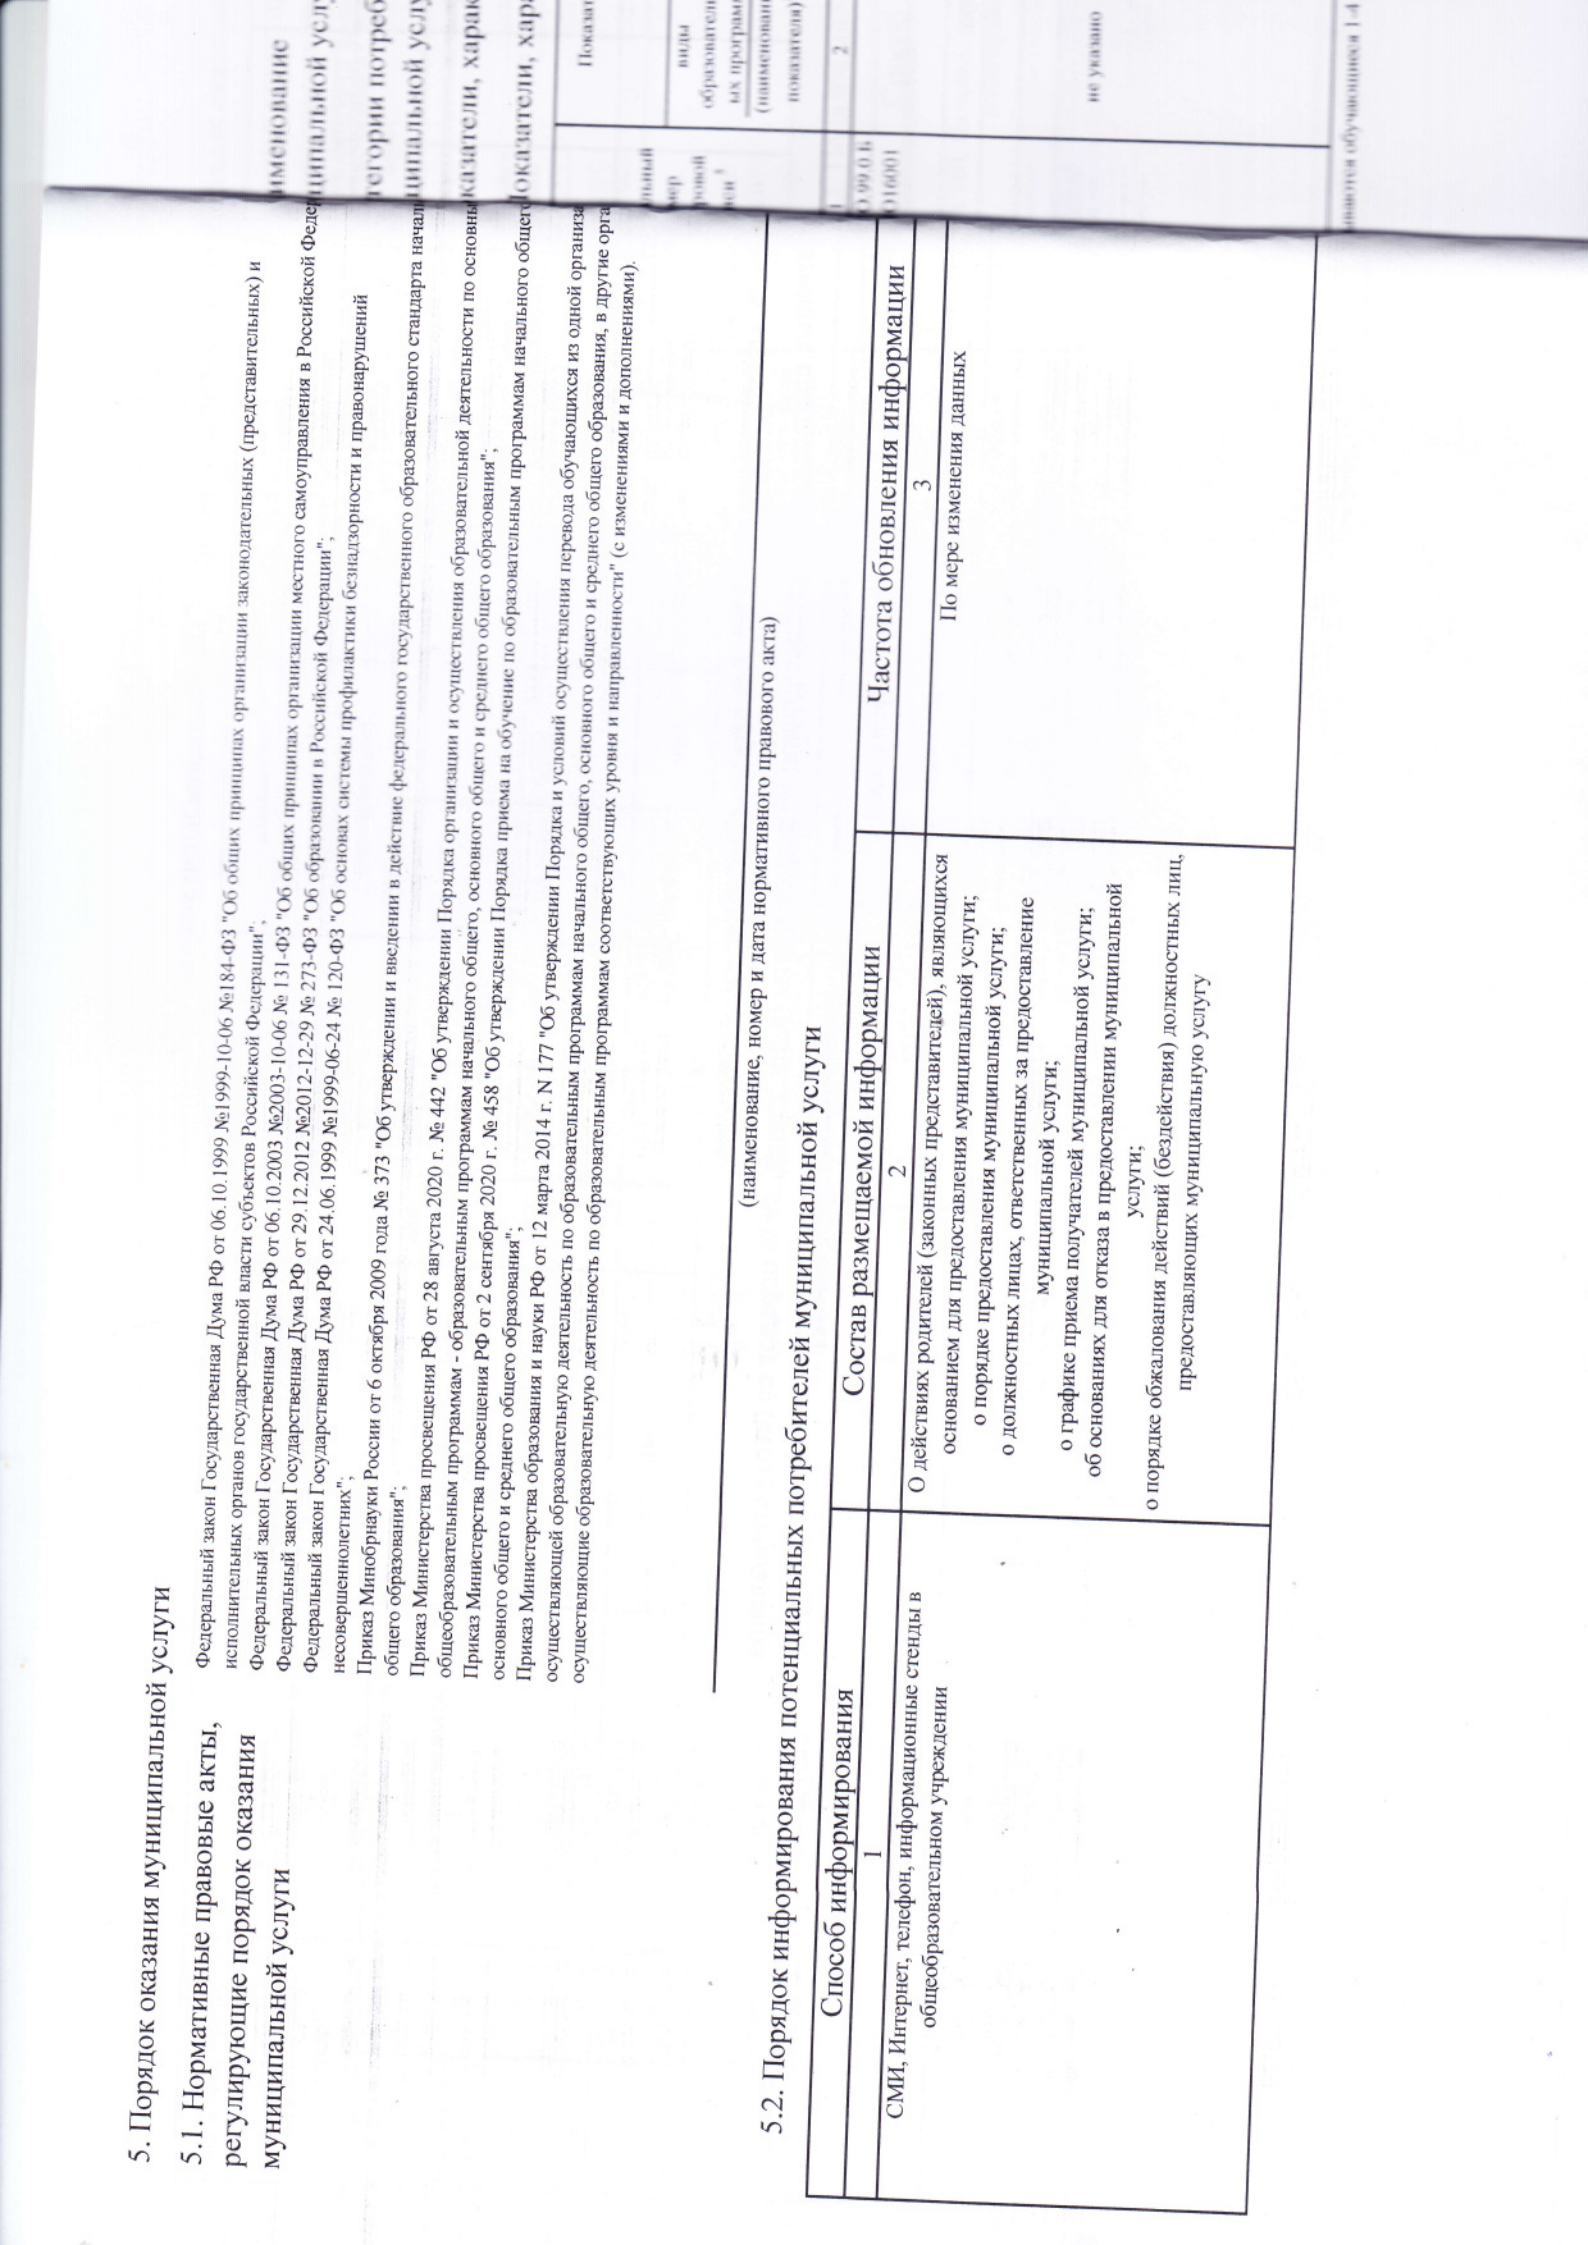 5. Порядок оказания муниципальной услуги
5.1. Нормативные правовые акты,
регулирующие порядок оказания
муниципальной услуги
Федеральный закон Государственная Дума РФ от 06.10.1999 №1999-10-06 №184-ФЗ "Об общих принципах организации законодательных (представительных) и
исполнительных органов государственной власти субъектов Российской Федерации";
Федеральный закон Государственная Дума РФ от 06.10.2003 №2003-10-06 № 131-ФЗ "Об общих принципах организации местного самоуправления в Российской
Федеральный закон Государственная Дума РФ от 29.12.2012 №2012-12-29 № 273-ФЗ "Об образовании в Российской Федерации";
Федеральный закон Государственная Дума РФ от 24.06.1999 №1999-06-24 № 120-ФЗ "Об основах системы профилактики безнадзорности и правонарушений
несовершеннолетних";
Приказ Минобрнауки России от 6 октября 2009 года № 373 "Об утверждении и введении в действие федерального государственного образовательного стандарта
общего образования";
Приказ Министерства просвещения РФ от 28 августа 2020 г. № 442 "Об утверждении Порядка организации и осуществления образовательной деятельности по
общеобразовательным программам - образовательным программам начального общего, основного общего и среднего общего образования";
Приказ Министерства просвещения РФ от 2 сентября 2020 г. № 458 "Об утверждении Порядка приема на обучение по образовательным программам начального
основного общего и среднего общего образования";
Приказ Министерства образования и науки РФ от 12 марта 2014 г. N 177 "Об утверждении Порядка и условий осуществления перевода обучающихся из одной
осуществляющей образовательную деятельность по образовательным программам начального общего, основного общего и среднего общего образования, в другие
осуществляющие образовательную деятельность по образовательным программам соответствующих уровня и направленности" (с изменениями и дополнениями).
(наименование, номер и дата нормативного правового акта)
5.2. Порядок информирования потенциальных потребителей муниципальной услуги
Способ информирования
Состав размещаемой информации
Частота обновления информации
1
2
3
СМИ, Интернет, телефон, информационные стенды в
общеобразовательном учреждении
О действиях родителей (законных представителей), являющихся
основанием для предоставления муниципальной услуги;
о порядке предоставления муниципальной услуги;
о должностных лицах, ответственных за предоставление
муниципальной услуги;
о графике приема получателей муниципальной услуги;
об основаниях для отказа в предоставлении муниципальной
услуги;
о порядке обжалования действий (бездействия) должностных лиц,
предоставляющих муниципальную услугу
По мере изменения данных
виды
(наименование
показателя)
1
2
не указано
обучающиеся 1-4